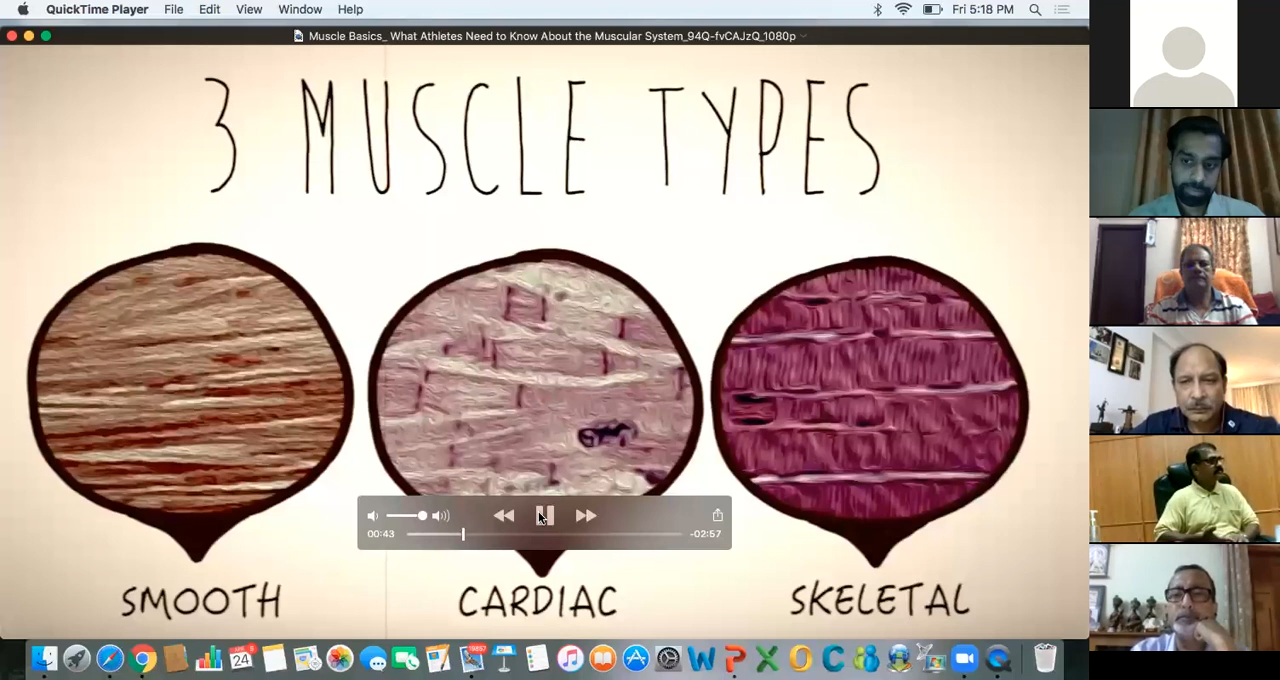 QuickTime Player File Edit View Window Help Fri 5:18 PM
Muscle Basics_ What Athletes Need to Know About the Muscular System_94Q-fvCAJzQ_1080p
3 MUSCLE TYPES
00:43 -02:57
SMOOTH CARDIAC SKELETAL
24